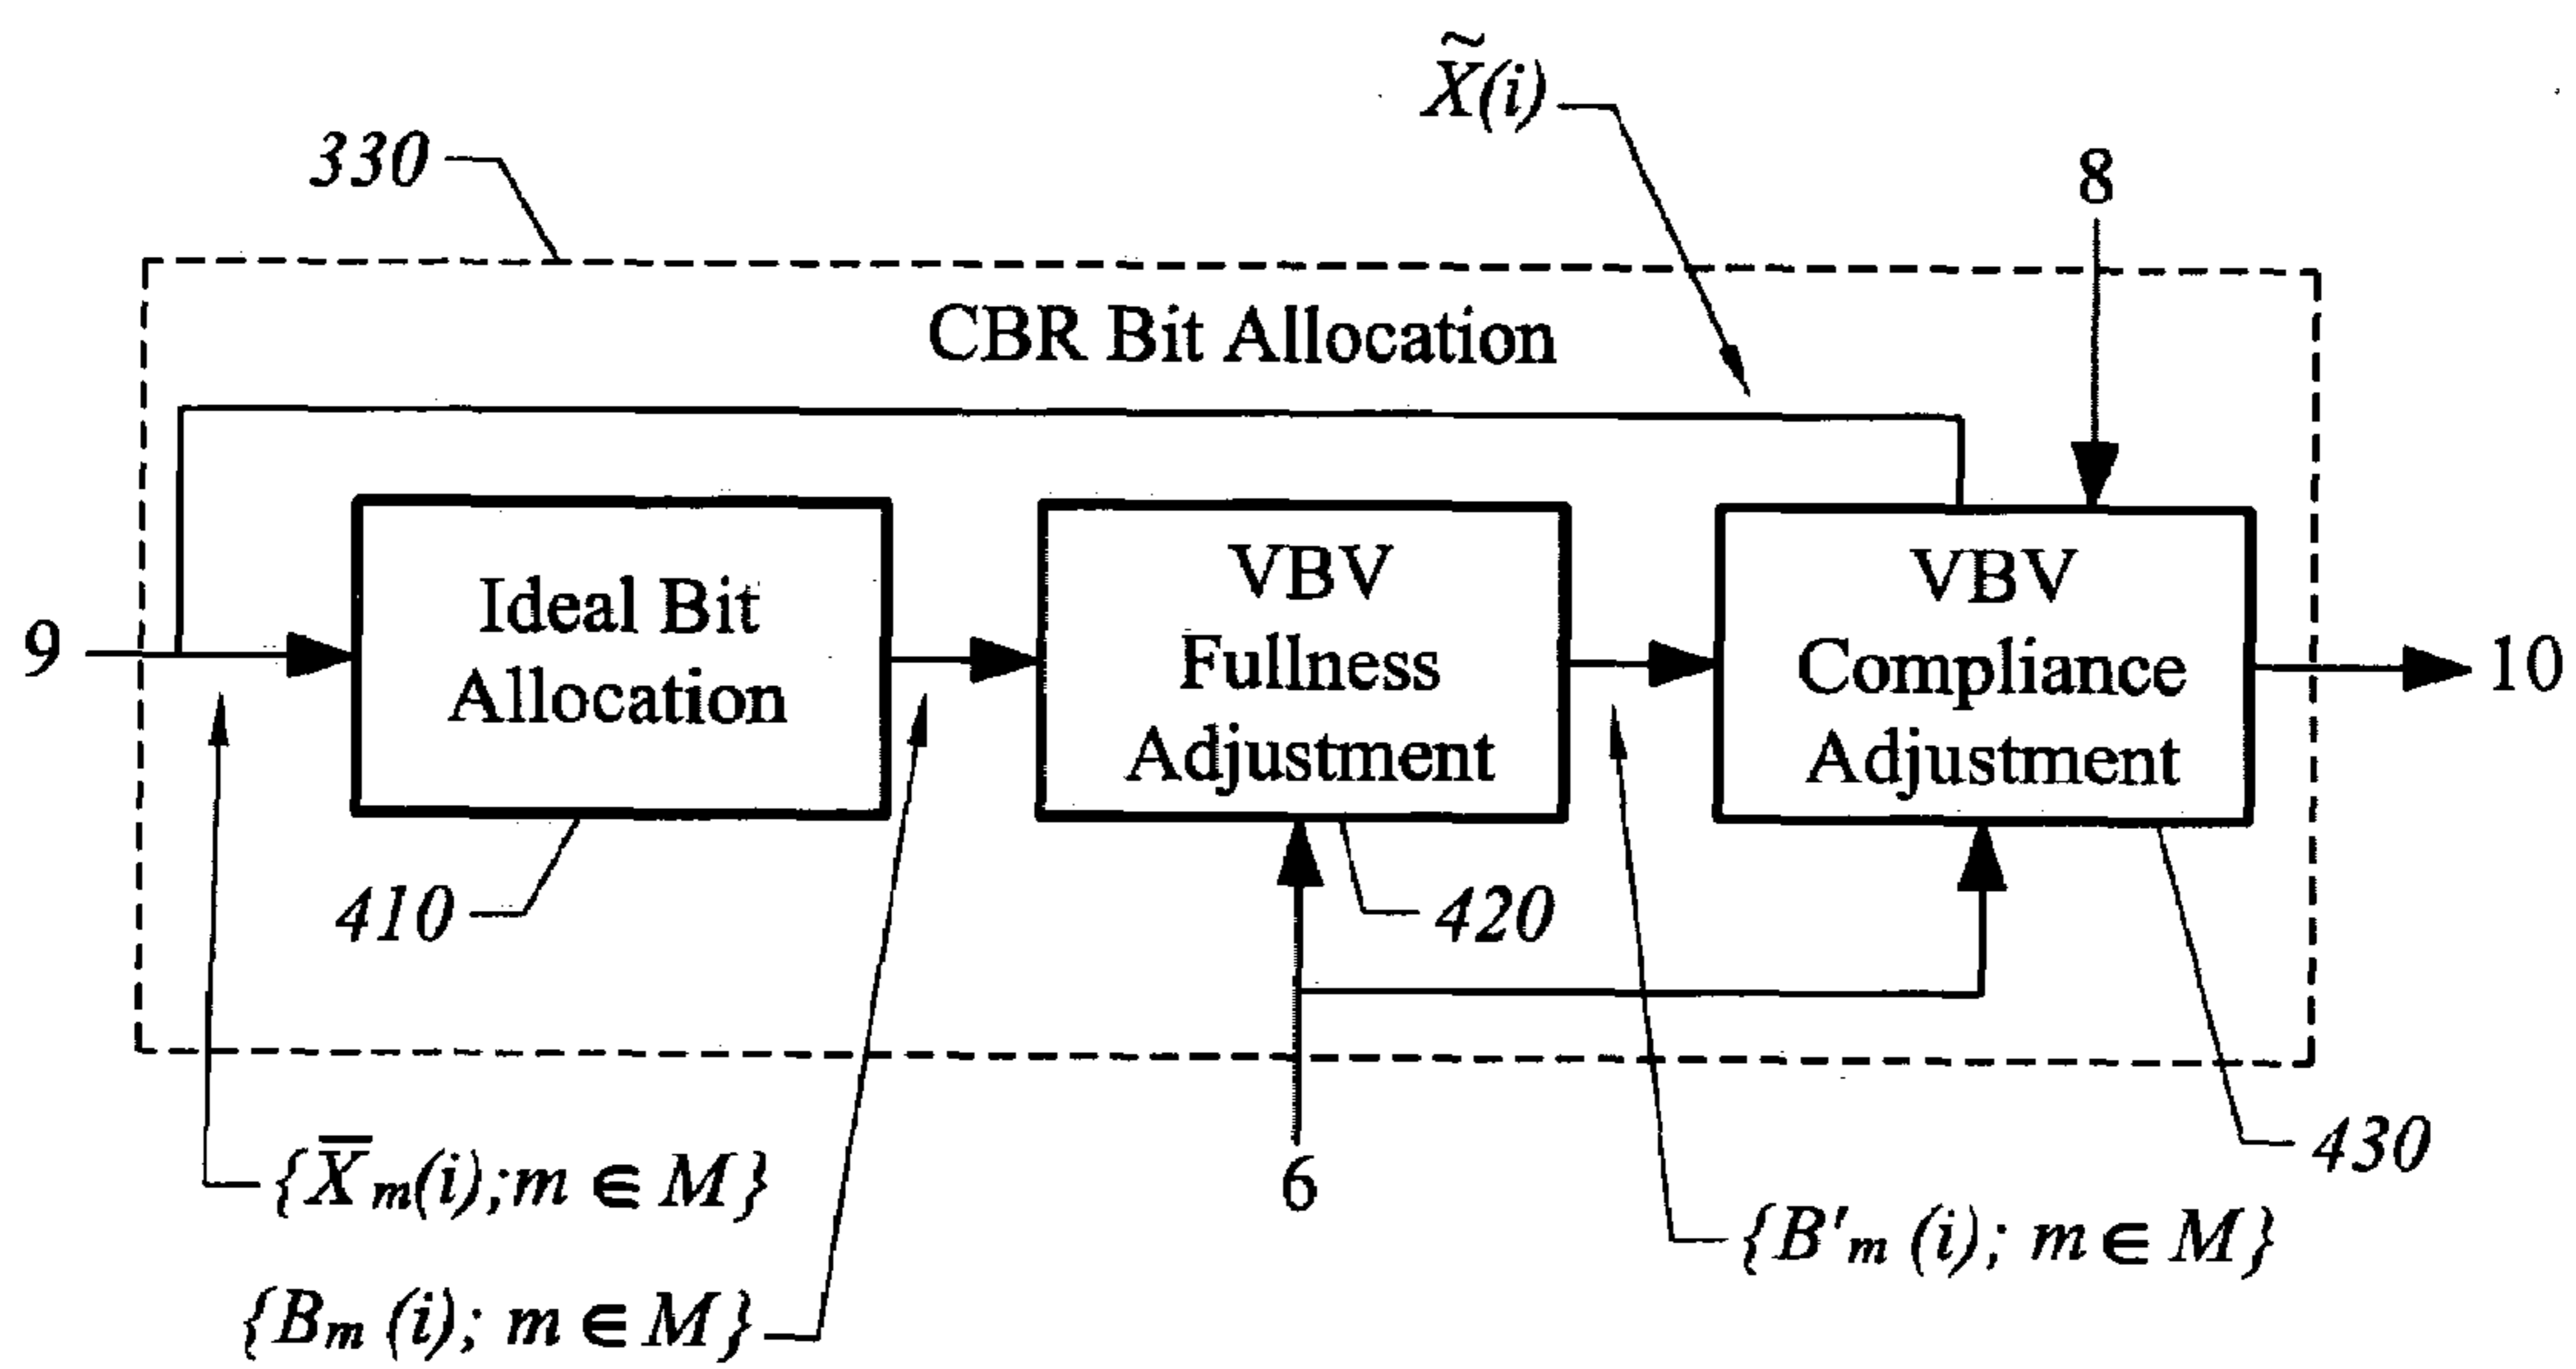 X̃(i)
330
8
CBR Bit Allocation
9
Ideal Bit
Allocation
VBV
Fullness
Adjustment
VBV
Compliance
Adjustment
10
410
420
430
6
{X̅m(i);m ∈ M}
{B'm (i); m ∈ M}
{Bm (i); m ∈ M}